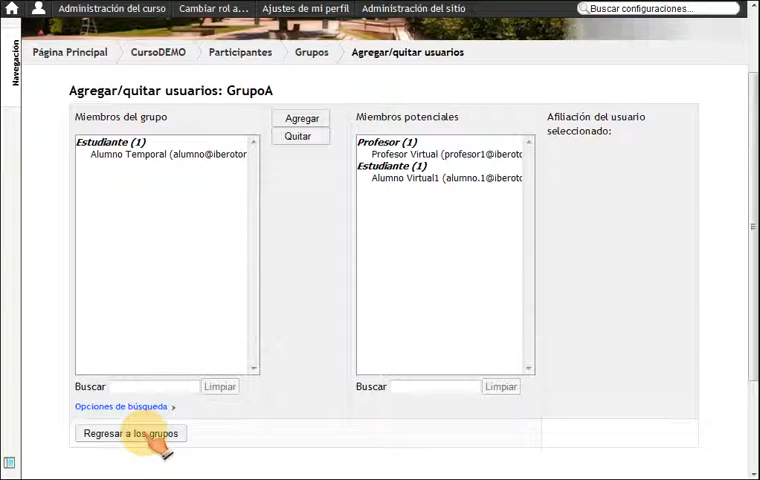 Administración del curso
Cambiar rol a...
Ajustes de mi perfil
Administración del sitio
Buscar configuraciones...
Navegación
Página Principal
CursoDEMO
Participantes
Grupos
Agregar/quitar usuarios
Agregar/quitar usuarios: GrupoA
Miembros del grupo
Estudiante (1)
Alumno Temporal (alumno@iberotor
Buscar
Limpiar
Opciones de búsqueda
Agregar
Quitar
Miembros potenciales
Profesor (1)
Profesor Virtual (profesor1@iberoto
Estudiante (1)
Alumno Virtual1 (alumno.1@iberoto
Buscar
Limpiar
Afiliación del usuario
seleccionado:
Regresar a los grupos